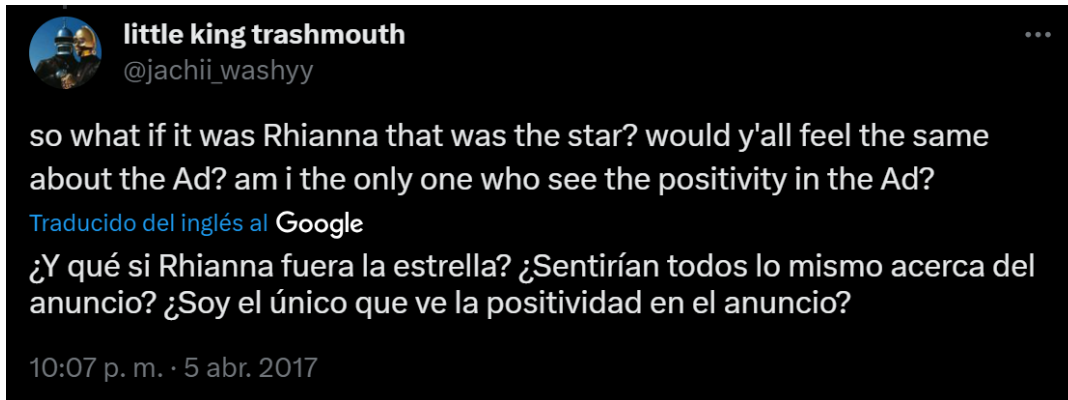 little king trashmouth
@jachii_washyy
so what if it was Rhianna that was the star? would y'all feel the same
about the Ad? am i the only one who see the positivity in the Ad?
Traducido del inglés al Google
¿Y qué si Rhianna fuera la estrella? ¿Sentirían todos lo mismo acerca del
anuncio? ¿Soy el único que ve la positividad en el anuncio?
10:07 p. m. · 5 abr. 2017